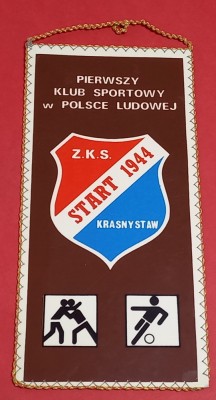 PIERWSZY
KLUB SPORTOWY
w POLSCE LUDOWEJ
Z.K.S.
START 1944
KRASNYSTAW